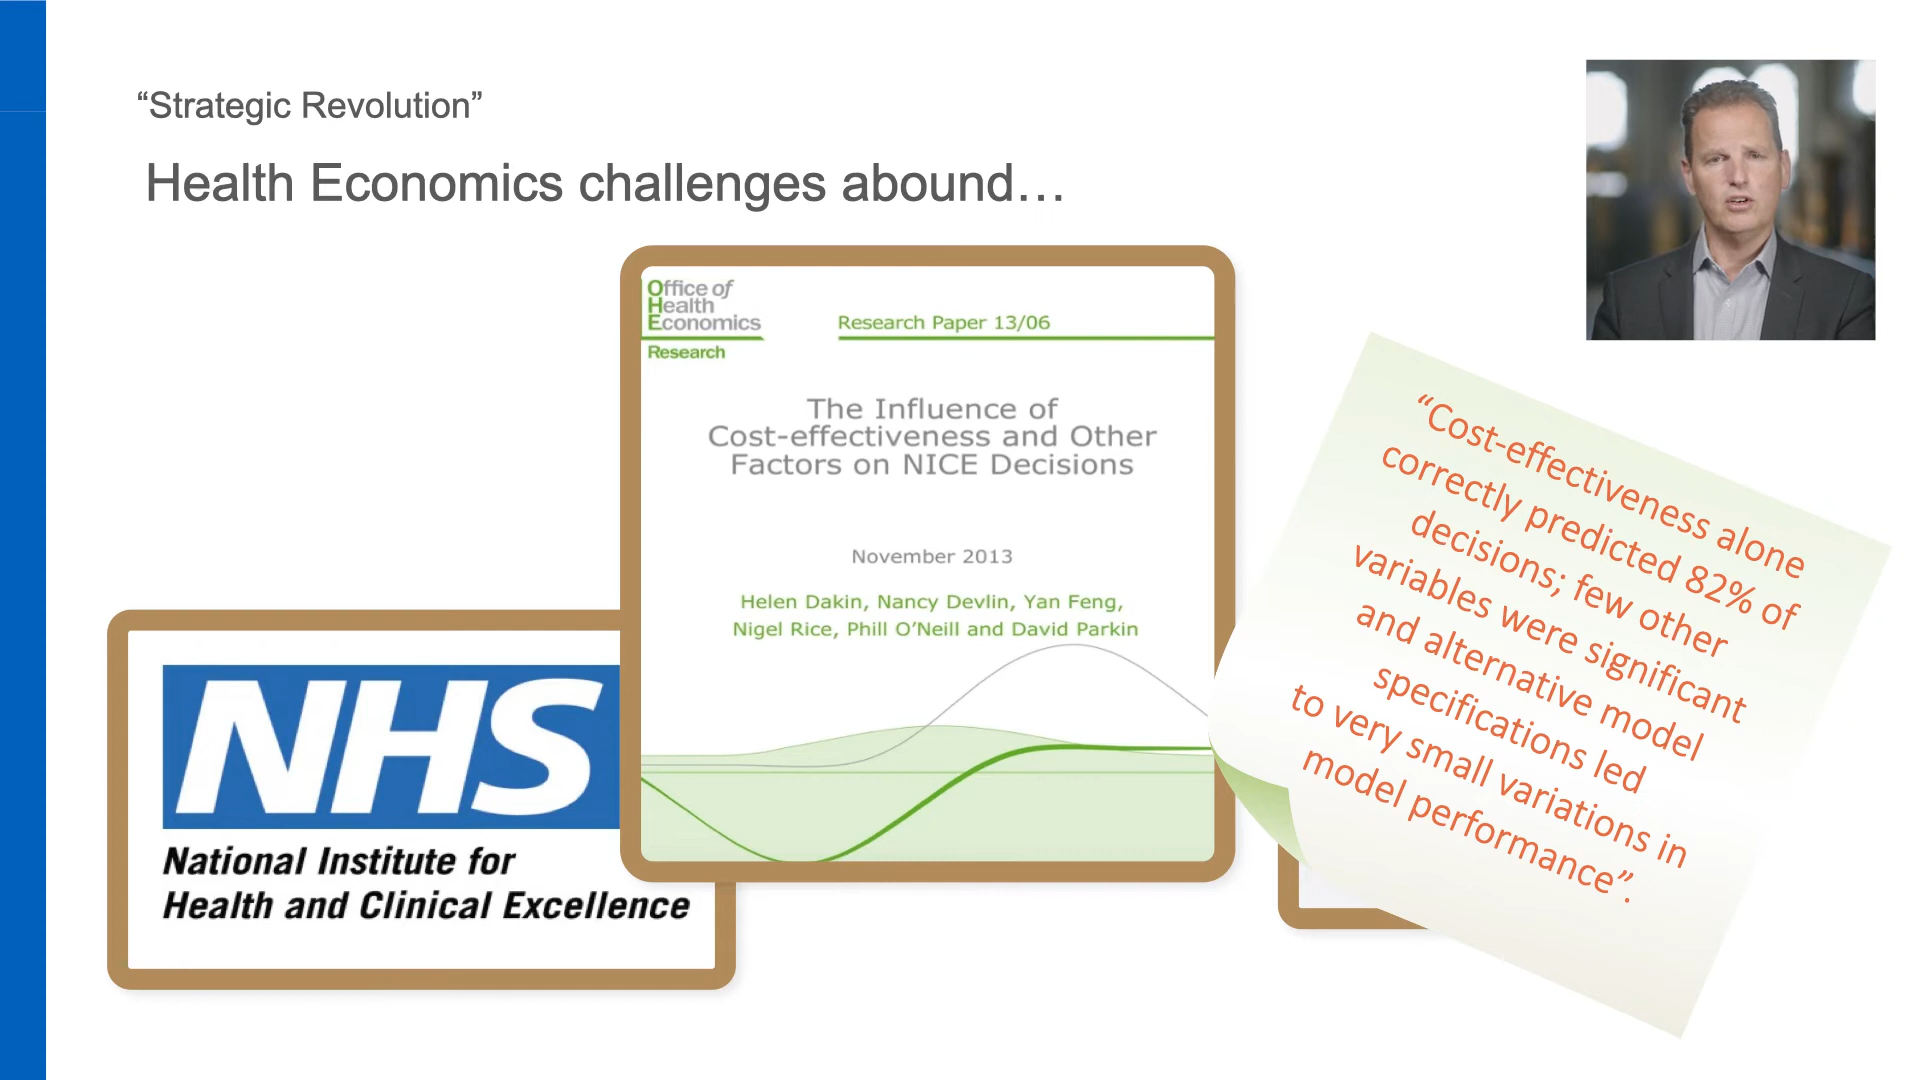 “Strategic Revolution”
Health Economics challenges abound…
Office of
Health
Economics
Research
Research Paper 13/06
The Influence of
Cost-effectiveness and Other
Factors on NICE Decisions
November 2013
Helen Dakin, Nancy Devlin, Yan Feng,
Nigel Rice, Phill O’Neill and David Parkin
NHS
National Institute for
Health and Clinical Excellence
“Cost-effectiveness alone
correctly predicted 82% of
decisions; few other
variables were significant
and alternative model
specifications led
to very small variations in
model performance”.